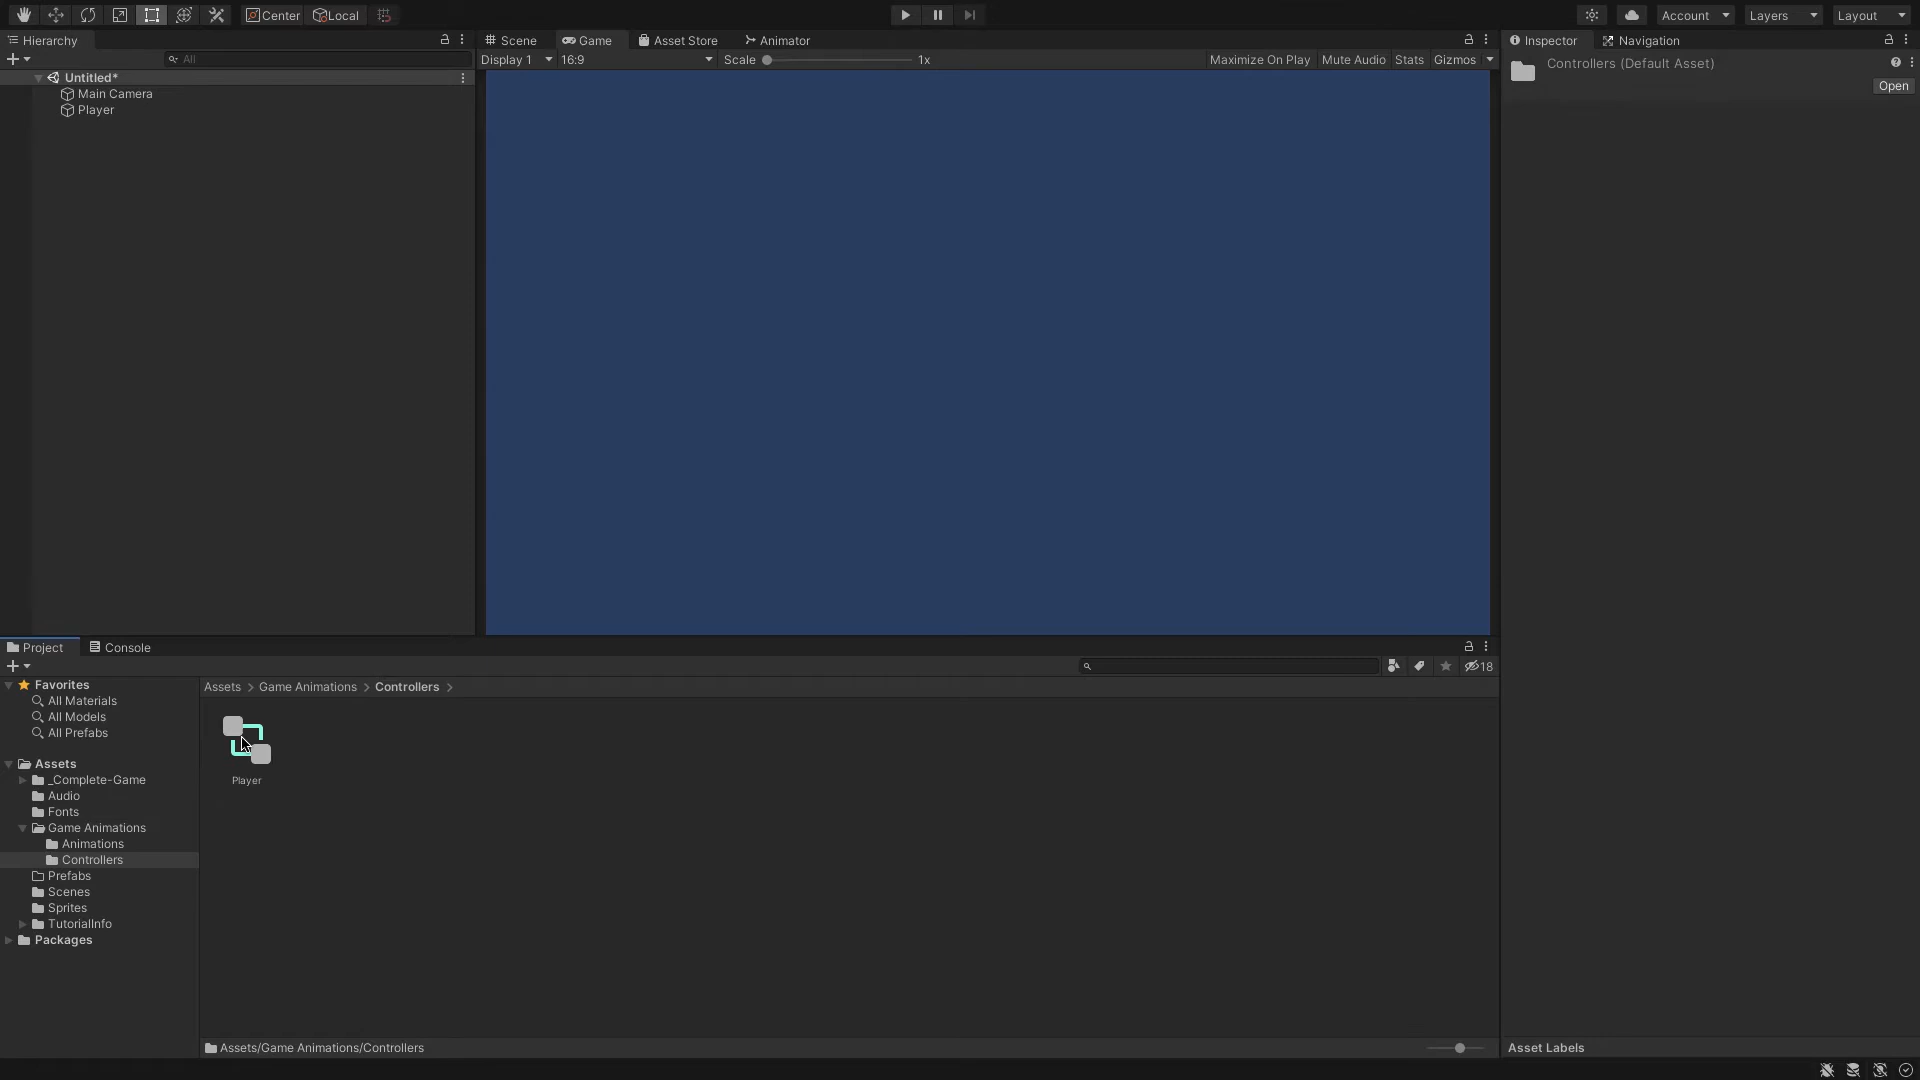 Center Local Account Layers Layout
Hierarchy
All
Untitled*
Main Camera
Player
Scene Game Asset Store Animator
Display 1 16:9 Scale 1x Maximize On Play Mute Audio Stats Gizmos
Inspector Navigation
Controllers (Default Asset)
Open
Project Console
18
Favorites
All Materials
All Models
All Prefabs
Assets
_Complete-Game
Audio
Fonts
Game Animations
Animations
Controllers
Prefabs
Scenes
Sprites
TutorialInfo
Packages
Assets > Game Animations > Controllers >
Player
Assets/Game Animations/Controllers
Asset Labels